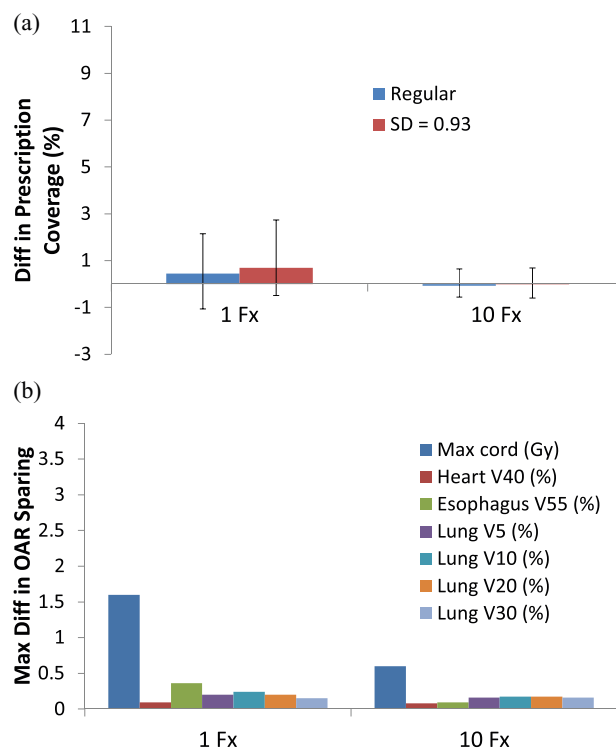 (a)
Diff in Prescription
Coverage (%)
11
9
7
5
3
1
-1
-3
Regular
SD = 0.93
1 Fx
10 Fx
(b)
Max Diff in OAR Sparing
4
3.5
3
2.5
2
1.5
1
0.5
0
Max cord (Gy)
Heart V40 (%)
Esophagus V55 (%)
Lung V5 (%)
Lung V10 (%)
Lung V20 (%)
Lung V30 (%)
1 Fx
10 Fx